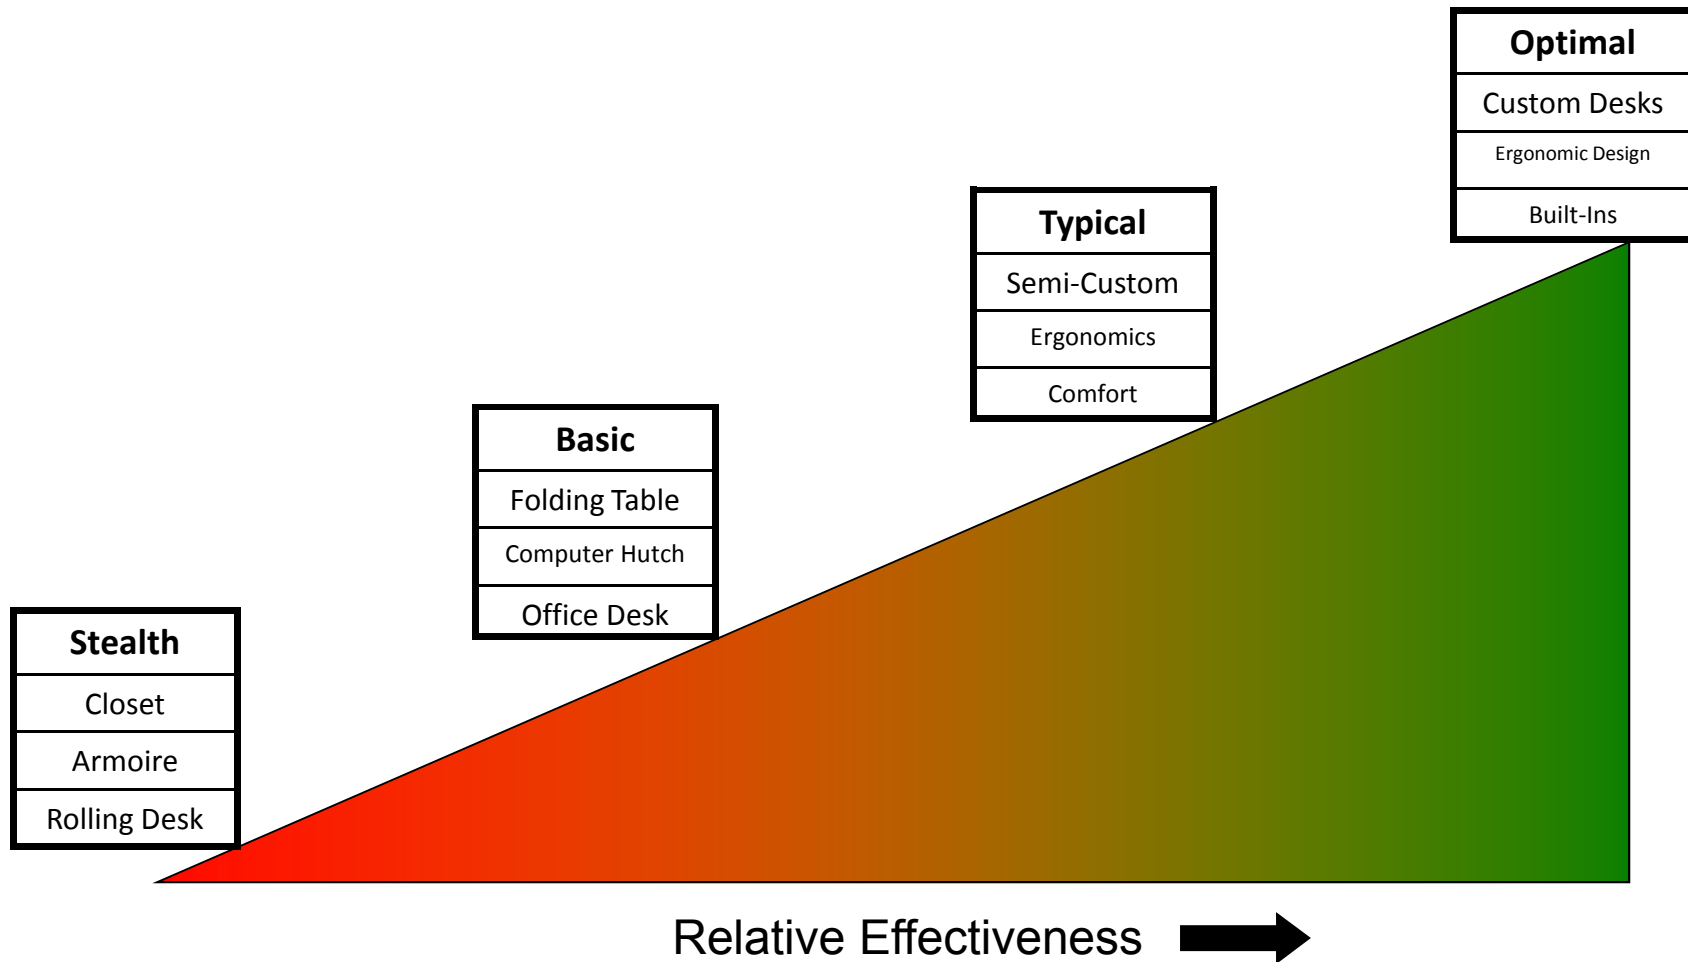 Optimal
Custom Desks
Ergonomic Design
Built-Ins
Typical
Semi-Custom
Ergonomics
Comfort
Basic
Folding Table
Computer Hutch
Office Desk
Stealth
Closet
Armoire
Rolling Desk
Relative Effectiveness